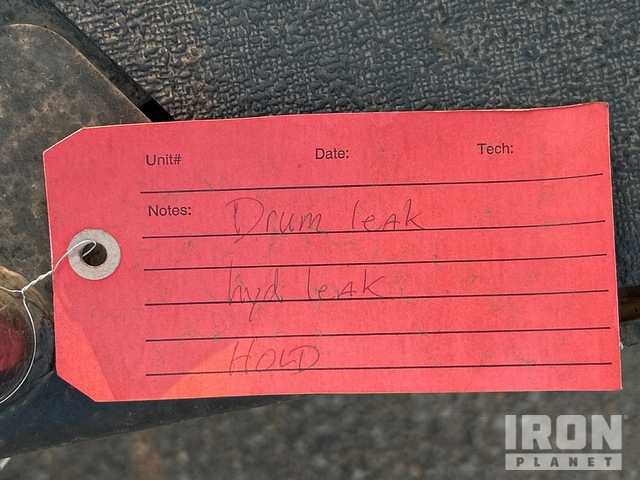 Unit# Date: Tech:
Notes: Drum leak
hyd leak
HOLD
IRON
PLANET